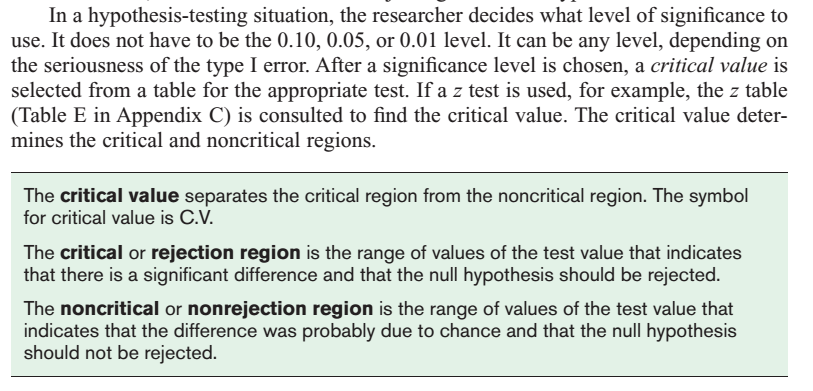 In a hypothesis-testing situation, the researcher decides what level of significance to
use. It does not have to be the 0.10, 0.05, or 0.01 level. It can be any level, depending on
the seriousness of the type I error. After a significance level is chosen, a critical value is
selected from a table for the appropriate test. If a z test is used, for example, the z table
(Table E in Appendix C) is consulted to find the critical value. The critical value deter-
mines the critical and noncritical regions.
The critical value separates the critical region from the noncritical region. The symbol
for critical value is C.V.
The critical or rejection region is the range of values of the test value that indicates
that there is a significant difference and that the null hypothesis should be rejected.
The noncritical or nonrejection region is the range of values of the test value that
indicates that the difference was probably due to chance and that the null hypothesis
should not be rejected.